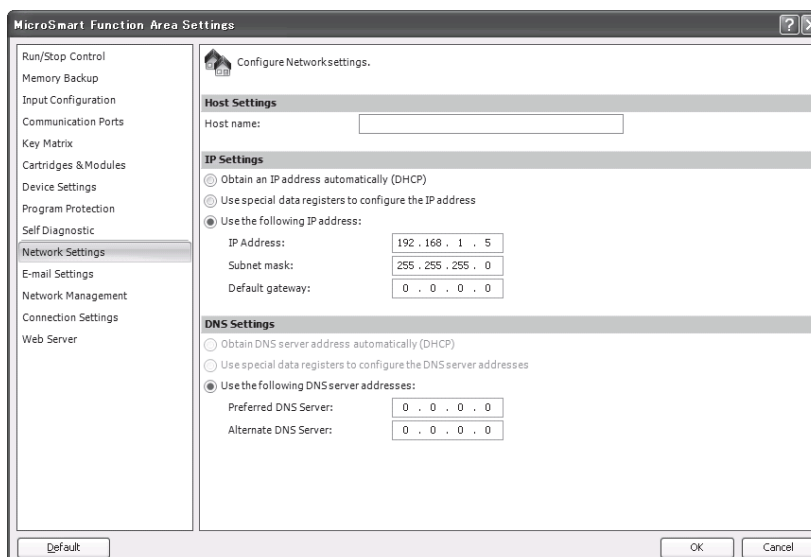 MicroSmart Function Area Settings
Run/Stop Control
Memory Backup
Input Configuration
Communication Ports
Key Matrix
Cartridges & Modules
Device Settings
Program Protection
Self Diagnostic
Network Settings
E-mail Settings
Network Management
Connection Settings
Web Server
Configure Network settings.
Host Settings
Host name:
IP Settings
Obtain an IP address automatically (DHCP)
Use special data registers to configure the IP address
Use the following IP address:
IP Address: 192 . 168 . 1 . 5
Subnet mask: 255 . 255 . 255 . 0
Default gateway: 0 . 0 . 0 . 0
DNS Settings
Obtain DNS server address automatically (DHCP)
Use special data registers to configure the DNS server addresses
Use the following DNS server addresses:
Preferred DNS Server: 0 . 0 . 0 . 0
Alternate DNS Server: 0 . 0 . 0 . 0
Default OK Cancel